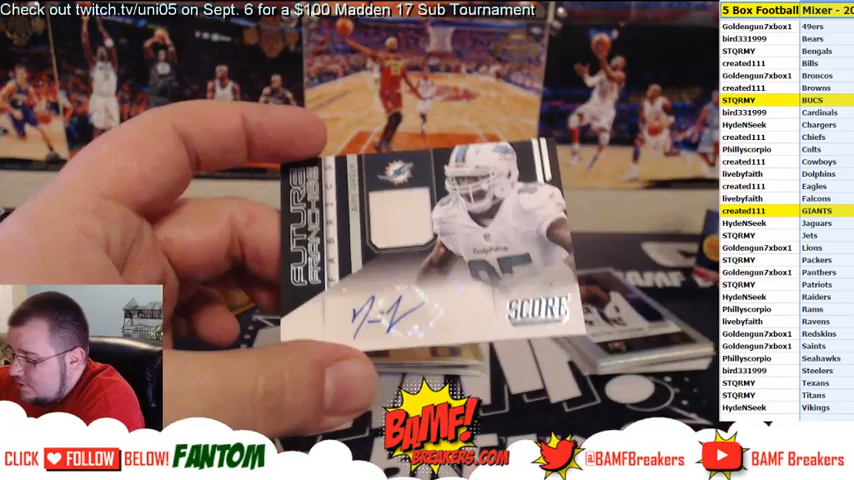 Check out twitch.tv/uni05 on Sept. 6 for a $100 Madden 17 Sub Tournament
5 Box Football Mixer - 20
Goldengun7xbox1 49ers
bird331999 Bears
STQRMY Bengals
created111 Bills
Goldengun7xbox1 Broncos
created111 Browns
STQRMY BUCS
bird331999 Cardinals
HydeNSeek Chargers
created111 Chiefs
Phillyscorpio Colts
created111 Cowboys
livebyfaith Dolphins
created111 Eagles
livebyfaith Falcons
created111 GIANTS
HydeNSeek Jaguars
STQRMY Jets
Goldengun7xbox1 Lions
STQRMY Packers
Goldengun7xbox1 Panthers
STQRMY Patriots
HydeNSeek Raiders
Phillyscorpio Rams
livebyfaith Ravens
Goldengun7xbox1 Redskins
Goldengun7xbox1 Saints
Phillyscorpio Seahawks
bird331999 Steelers
STQRMY Texans
STQRMY Titans
HydeNSeek Vikings
FUTURE
FRANCHISE
FABRICS
Dolphins
SCORE
CLICK FOLLOW BELOW! FANTOM
BAMF!
BREAKERS.COM
@BAMFBreakers
BAMF Breakers